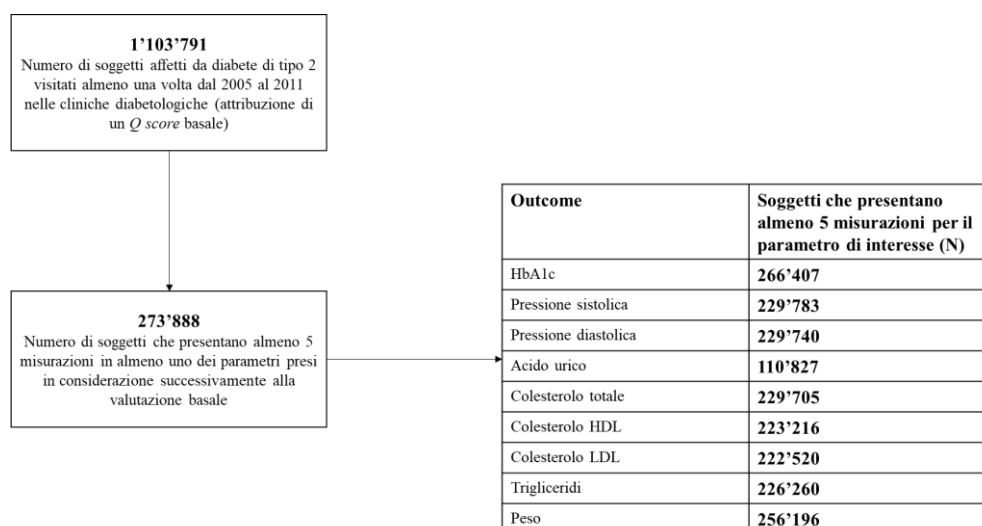 1’103’791
Numero di soggetti affetti da diabete di tipo 2
visitati almeno una volta dal 2005 al 2011
nelle cliniche diabetologiche (attribuzione di
un Q score basale)
273’888
Numero di soggetti che presentano almeno 5
misurazioni in almeno uno dei parametri presi
in considerazione successivamente alla
valutazione basale
Outcome
Soggetti che presentano
almeno 5 misurazioni per il
parametro di interesse (N)
HbA1c 266’407
Pressione sistolica 229’783
Pressione diastolica 229’740
Acido urico 110’827
Colesterolo totale 229’705
Colesterolo HDL 223’216
Colesterolo LDL 222’520
Trigliceridi 226’260
Peso 256’196